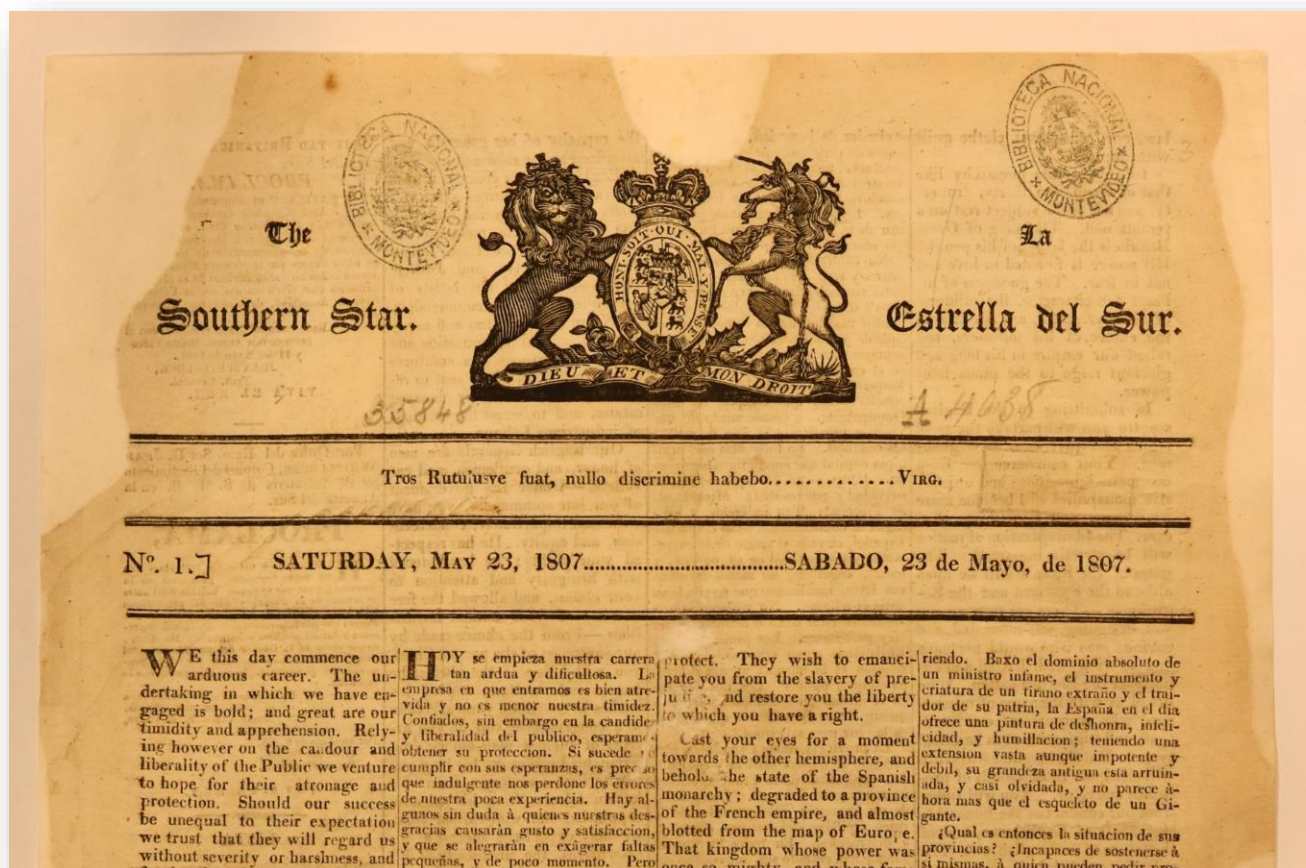 BIBLIOTECA NACIONAL
MONTEVIDEO
BIBLIOTECA NACIONAL
MONTEVIDEO
The
Southern Star.
HONI·SOIT·QUI·MAL·Y·PENSE
DIEU ET MON DROIT
La
Estrella del Sur.
35848
A 4038
Tros Rutulusve fuat, nullo discrimine habebo.............VIRG.
Nº. 1.]
SATURDAY, MAY 23, 1807...................................SABADO, 23 de Mayo, de 1807.
WE this day commence our
arduous career. The un-
dertaking in which we have en-
gaged is bold; and great are our
timidity and apprehension. Rely-
ing however on the candour and
liberality of the Public we venture
to hope for their atronage and
protection. Should our success
be unequal to their expectation
we trust that they will regard us
without severity or harshness, and
HOY se empieza nuestra carrera
tan ardua y dificultosa. La
empresa en que entramos es bien atre-
vida y no es menor nuestra timidez.
Confiados, sin embargo en la candide
y liberalidad del publico, esperam
obtener su proteccion. Si sucede
cumplir con sus esperanzas, es
que indulgente nos perdone los errores
de nuestra poca experiencia. Hay al-
gunos sin duda à quienes nuestras des-
gracias causaràn gusto y satisfaccion,
y que se alegraràn en exàgerar faltas
pequeñas, y de poco momento. Pero
protect. They wish to emanci-
pate you from the slavery of pre-
and restore you the liberty
to which you have a right.
Cast your eyes for a moment
towards the other hemisphere, and
behold the state of the Spanish
monarchy; degraded to a province
of the French empire, and almost
blotted from the map of Europe.
That kingdom whose power was
once so mighty, and whose
riendo. Baxo el dominio absoluto de
un ministro infame, el instrumento y
criatura de un tirano extraño y el trai-
dor de su patria, la España en el dia
ofrece una pintura de deshonra, infeli-
cidad, y humillacion; teniendo una
extension vasta aunque impotente y
debil, su grandeza antigua esta arruin-
ada, y casi olvidada, y no parece à-
hora mas que el esqueleto de un Gi-
gante.
¿Qual es entonces la situacion de sus
provincias? ¿Incapaces de sostenerse à
si mismas, à quien pueden